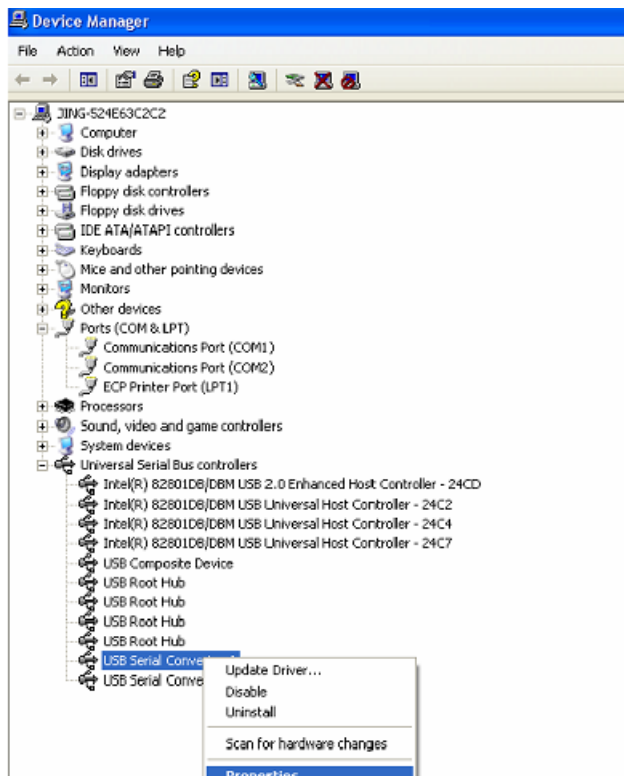 Device Manager
File Action View Help
JING-524E63C2C2
Computer
Disk drives
Display adapters
Floppy disk controllers
Floppy disk drives
IDE ATA/ATAPI controllers
Keyboards
Mice and other pointing devices
Monitors
Other devices
Ports (COM & LPT)
Communications Port (COM1)
Communications Port (COM2)
ECP Printer Port (LPT1)
Processors
Sound, video and game controllers
System devices
Universal Serial Bus controllers
Intel(R) 82801DB/DBM USB 2.0 Enhanced Host Controller - 24CD
Intel(R) 82801DB/DBM USB Universal Host Controller - 24C2
Intel(R) 82801DB/DBM USB Universal Host Controller - 24C4
Intel(R) 82801DB/DBM USB Universal Host Controller - 24C7
USB Composite Device
USB Root Hub
USB Root Hub
USB Root Hub
USB Root Hub
USB Serial
USB Serial
Update Driver...
Disable
Uninstall
Scan for hardware changes
Properties